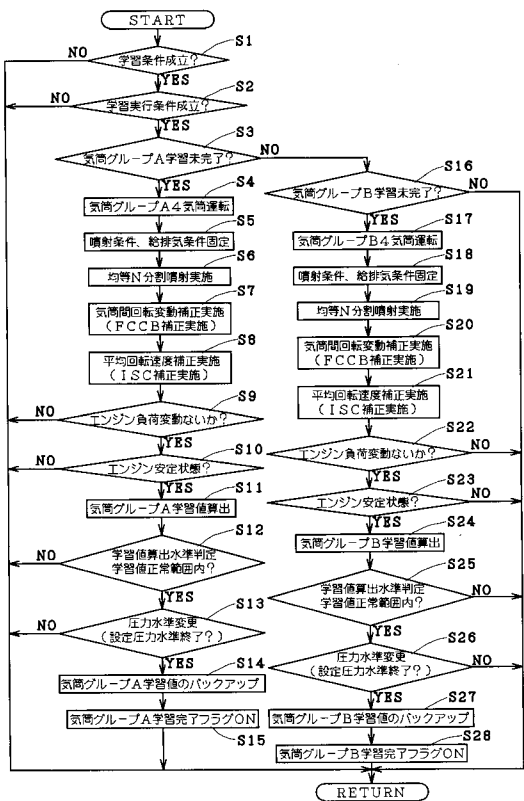 START
S1
学習条件成立?
NO
YES
S2
学習実行条件成立?
NO
YES
S3
気筒グループA学習未完了?
NO
YES
S4
気筒グループA4気筒運転
S5
噴射条件、給排気条件固定
S6
均等N分割噴射実施
S7
気筒間回転変動補正実施
(FCCB補正実施)
S8
平均回転速度補正実施
(ISC補正実施)
S9
エンジン負荷変動ないか?
NO
YES
S10
エンジン安定状態?
NO
YES
S11
気筒グループA学習値算出
S12
学習値算出水準判定
学習値正常範囲内?
NO
YES
S13
圧力水準変更
(設定圧力水準終了?)
NO
YES
S14
気筒グループA学習値のバックアップ
気筒グループA学習完了フラグON
S15
S16
気筒グループB学習未完了?
NO
YES
S17
気筒グループB4気筒運転
S18
噴射条件、給排気条件固定
S19
均等N分割噴射実施
S20
気筒間回転変動補正実施
(FCCB補正実施)
S21
平均回転速度補正実施
(ISC補正実施)
S22
エンジン負荷変動ないか?
NO
YES
S23
エンジン安定状態?
NO
YES
S24
気筒グループB学習値算出
S25
学習値算出水準判定
学習値正常範囲内?
NO
YES
S26
圧力水準変更
(設定圧力水準終了?)
NO
YES
S27
気筒グループB学習値のバックアップ
S28
気筒グループB学習完了フラグON
RETURN